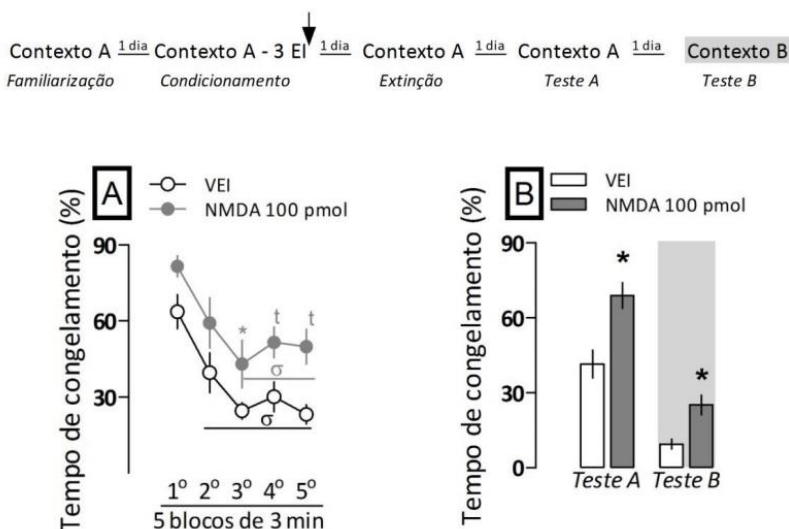 Contexto A 1 dia Contexto A - 3 EI 1 dia Contexto A 1 dia Contexto A 1 dia Contexto B
Familiarização Condicionamento Extinção Teste A Teste B
A
VEI
NMDA 100 pmol
Tempo de congelamento (%)
90
60
30
* t t
σ
σ
1º 2º 3º 4º 5º
5 blocos de 3 min
B
VEI
NMDA 100 pmol
Tempo de congelamento (%)
90
60
30
0
* *
Teste A Teste B